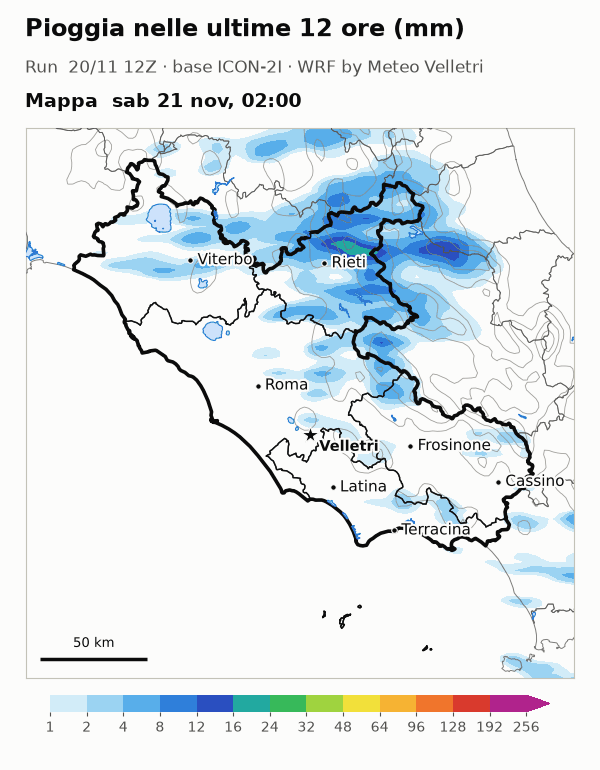 Pioggia nelle ultime 12 ore (mm)
Run 20/11 12Z · base ICON-2I · WRF by Meteo Velletri
Mappa sab 21 nov, 02:00
Viterbo
Rieti
Roma
Velletri
Frosinone
Latina
Cassino
Terracina
50 km
1 2 4 8 12 16 24 32 48 64 96 128 192 256